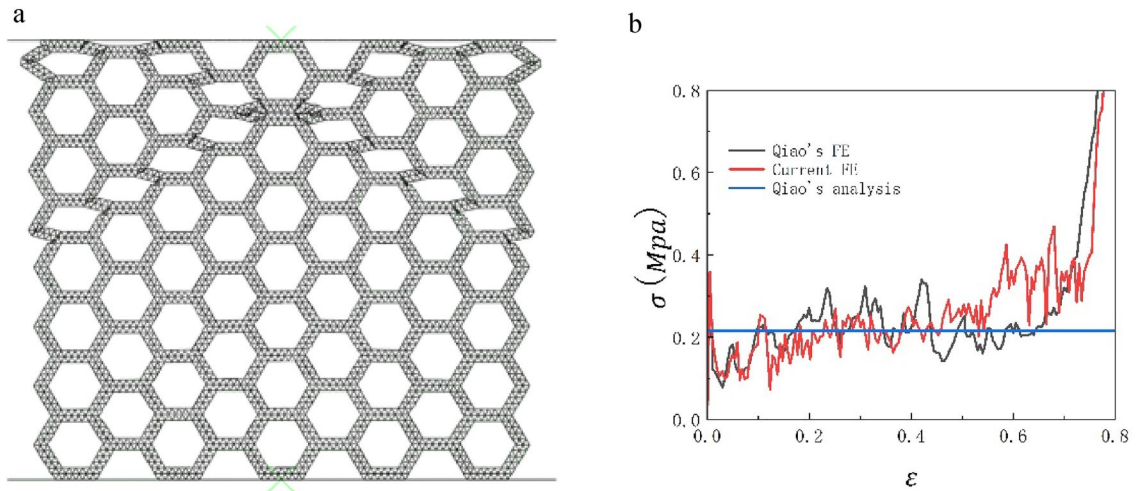 a
b
σ (Mpa)
0.8
0.6
0.4
0.2
0.0
Qiao's FE
Current FE
Qiao's analysis
0.0 0.2 0.4 0.6 0.8
ε